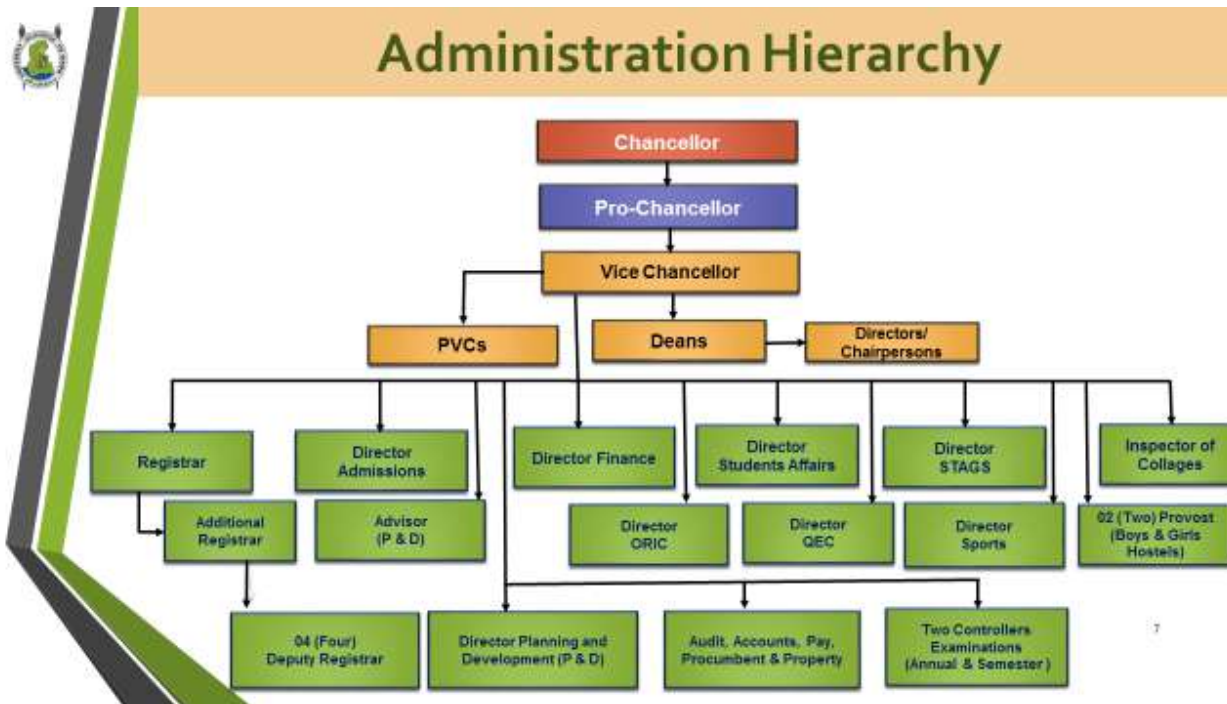 Administration Hierarchy
Chancellor
Pro-Chancellor
Vice Chancellor
PVCs
Deans
Directors/
Chairpersons
Registrar
Director
Admissions
Director Finance
Director
Students Affairs
Director
STAGS
Inspector of
Collages
Additional
Registrar
Advisor
(P & D)
Director
ORIC
Director
QEC
Director
Sports
02 (Two) Provost
(Boys & Girls
Hostels)
04 (Four)
Deputy Registrar
Director Planning and
Development (P & D)
Audit, Accounts, Pay,
Procumbent & Property
Two Controllers
Examinations
(Annual & Semester )
7